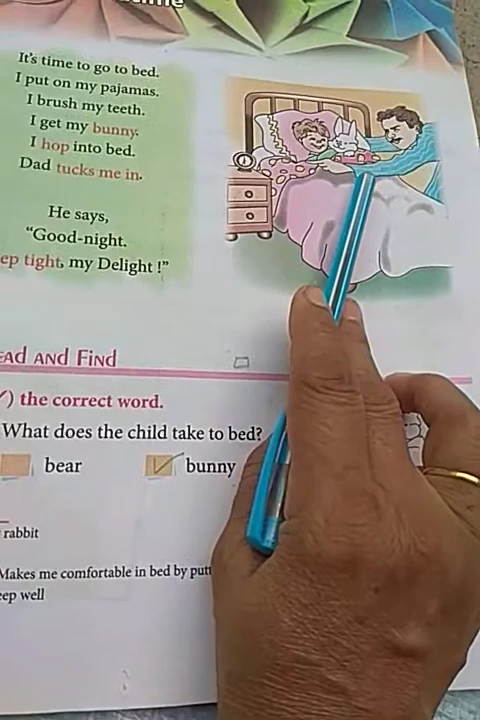 It's time to go to bed.
I put on my pajamas.
I brush my teeth.
I get my bunny.
I hop into bed.
Dad tucks me in.
He says,
"Good-night.
ep tight, my Delight !"
ead and Find
) the correct word.
What does the child take to bed?
bear
bunny
rabbit
Makes me comfortable in bed by putt
ep well